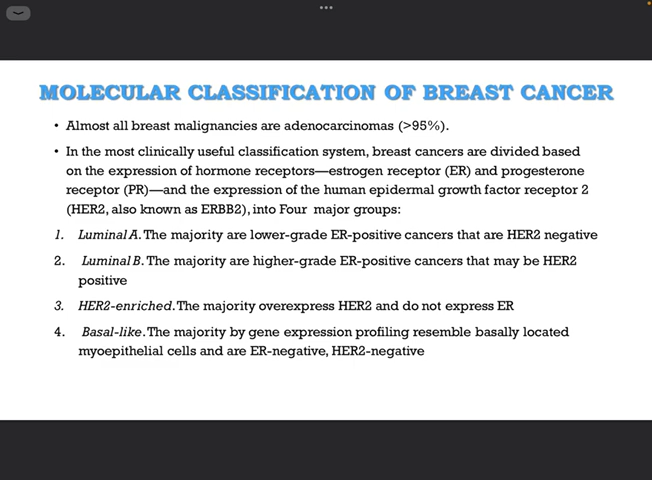 MOLECULAR CLASSIFICATION OF BREAST CANCER
• Almost all breast malignancies are adenocarcinomas (>95%).
• In the most clinically useful classification system, breast cancers are divided based
on the expression of hormone receptors—estrogen receptor (ER) and progesterone
receptor (PR)—and the expression of the human epidermal growth factor receptor 2
(HER2, also known as ERBB2), into Four major groups:
1. Luminal A. The majority are lower-grade ER-positive cancers that are HER2 negative
2. Luminal B. The majority are higher-grade ER-positive cancers that may be HER2
positive
3. HER2-enriched. The majority overexpress HER2 and do not express ER
4. Basal-like. The majority by gene expression profiling resemble basally located
myoepithelial cells and are ER-negative, HER2-negative